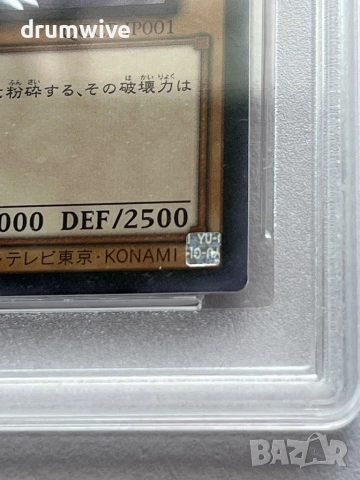 drumwive
P001
粉砕する、その破壊力は
000 DEF/2500
・テレビ東京・KONAMI
BAZAR